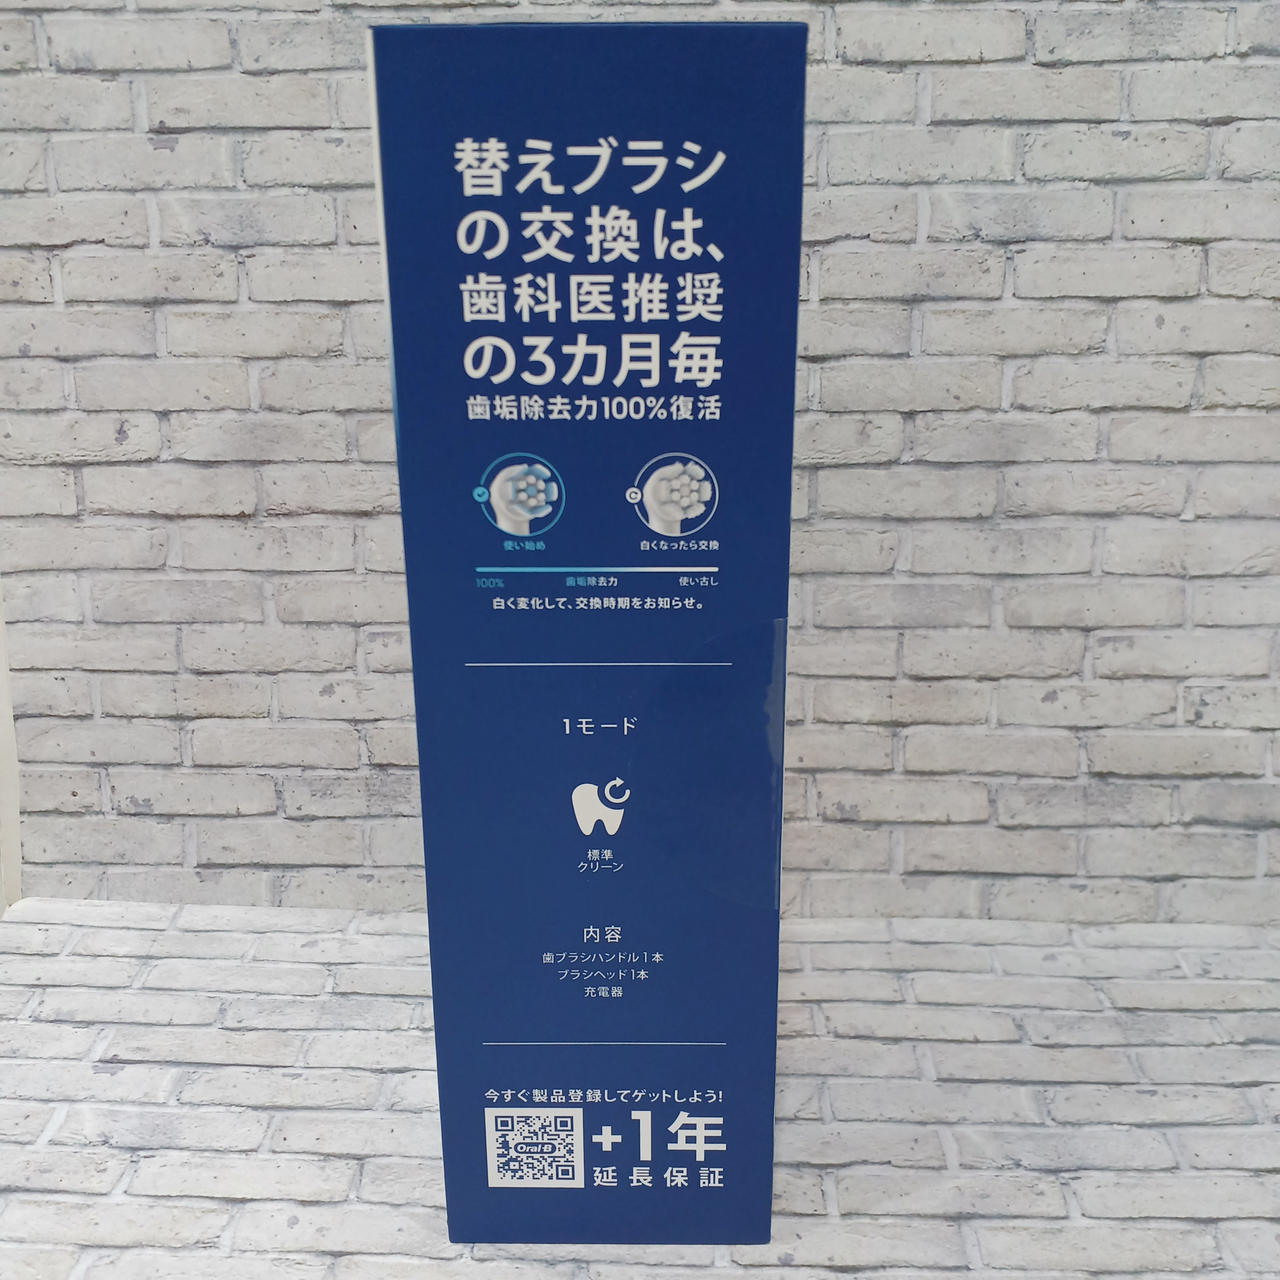 替えブラシ
の交換は、
歯科医推奨
の3カ月毎
歯垢除去力100%復活
使い始め
白くなったら交換
100%
歯垢除去力
使い古し
白く変化して、交換時期をお知らせ。
1モード
標準
クリーン
内容
歯ブラシハンドル1本
ブラシヘッド1本
充電器
今すぐ製品登録してゲットしよう!
Oral-B
+1年
延長保証